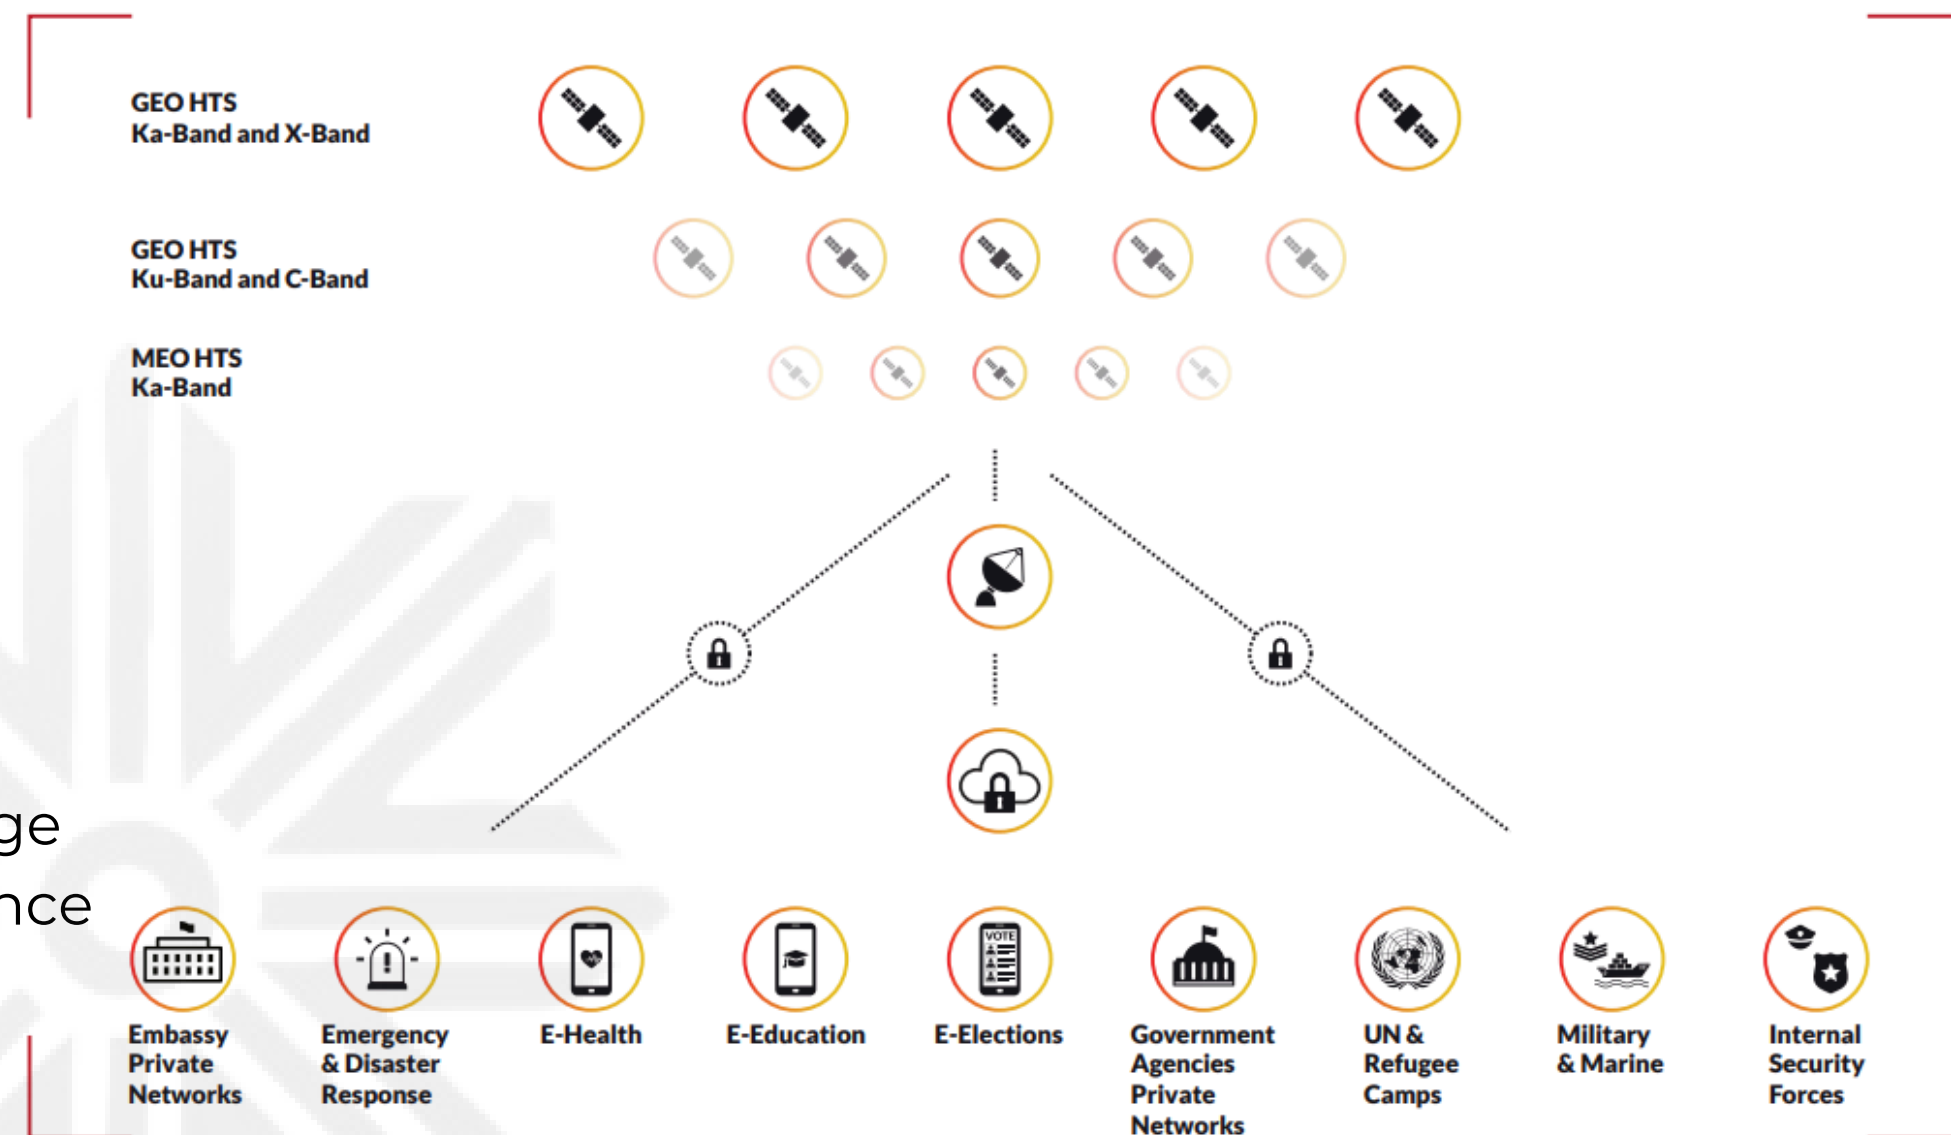 GEO HTS
Ka-Band and X-Band
GEO HTS
Ku-Band and C-Band
MEO HTS
Ka-Band
ge
nce
VOTE
Embassy
Private
Networks
Emergency
& Disaster
Response
E-Health
E-Education
E-Elections
Government
Agencies
Private
Networks
UN &
Refugee
Camps
Military
& Marine
Internal
Security
Forces